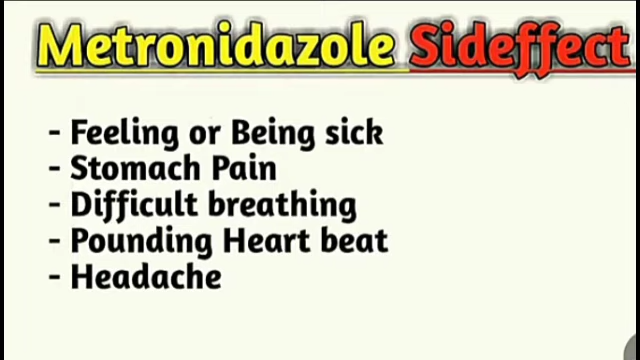 Metronidazole Sideffect
- Feeling or Being sick
- Stomach Pain
- Difficult breathing
- Pounding Heart beat
- Headache